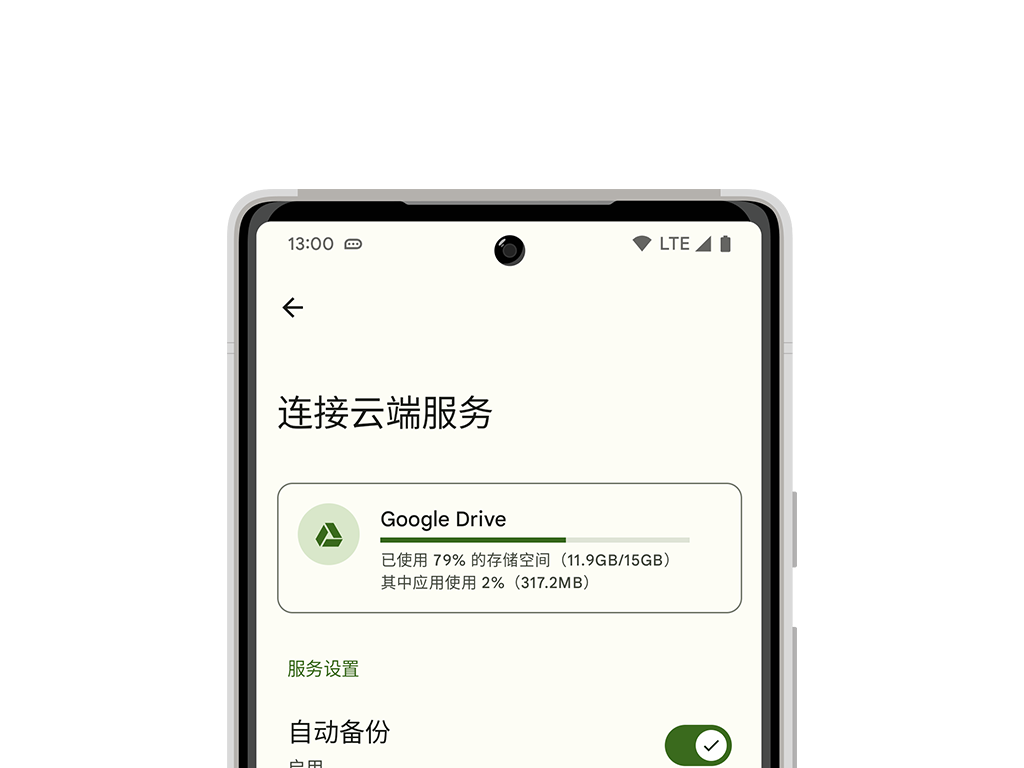 13:00
LTE
连接云端服务
Google Drive
已使用 79% 的存储空间（11.9GB/15GB）
其中应用使用 2%（317.2MB）
服务设置
自动备份
启用